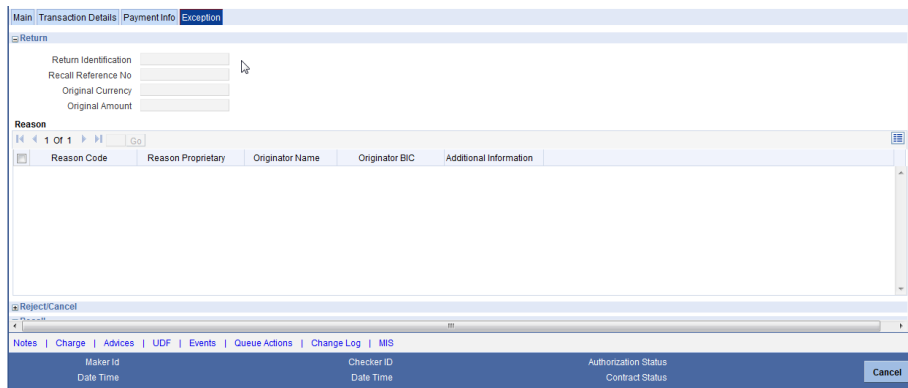 Main Transaction Details Payment Info Exception
Return
Return Identification
Recall Reference No
Original Currency
Original Amount
Reason
1 Of 1 Go
Reason Code Reason Proprietary Originator Name Originator BIC Additional Information
Reject/Cancel
Recall
Notes | Charge | Advices | UDF | Events | Queue Actions | Change Log | MIS
Maker Id Checker ID Authorization Status
Date Time Date Time Contract Status
Cancel